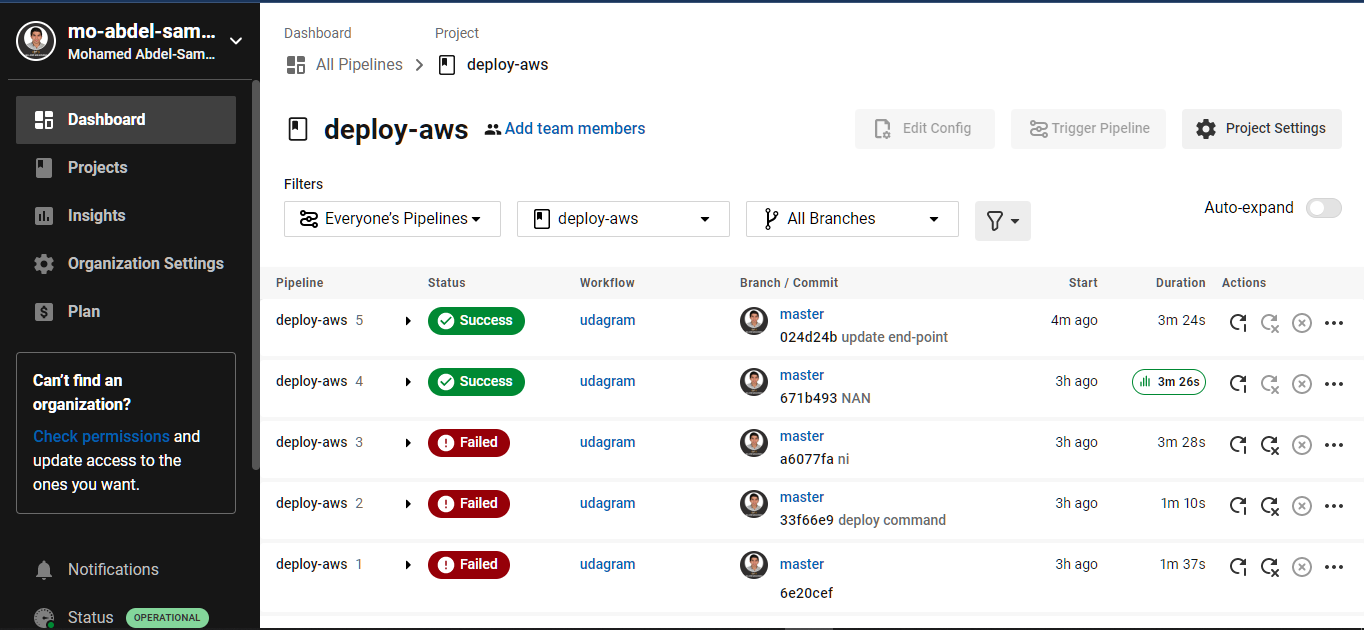 mo-abdel-sam...
Mohamed Abdel-Sam...
Dashboard
Projects
Insights
Organization Settings
Plan
Can't find an
organization?
Check permissions and
update access to the
ones you want.
Notifications
Status OPERATIONAL
Dashboard Project
All Pipelines deploy-aws
deploy-aws Add team members Edit Config Trigger Pipeline Project Settings
Filters
Everyone's Pipelines deploy-aws All Branches Auto-expand
Pipeline Status Workflow Branch / Commit Start Duration Actions
deploy-aws 5 Success udagram master 4m ago 3m 24s
024d24b update end-point
deploy-aws 4 Success udagram master 3h ago 3m 26s
671b493 NAN
deploy-aws 3 Failed udagram master 3h ago 3m 28s
a6077fa ni
deploy-aws 2 Failed udagram master 3h ago 1m 10s
33f66e9 deploy command
deploy-aws 1 Failed udagram master 3h ago 1m 37s
6e20cef